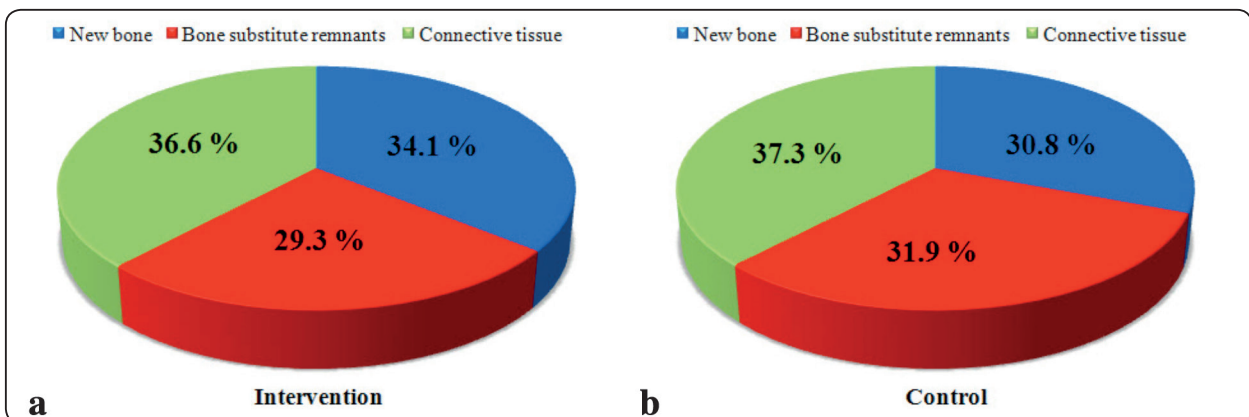 New bone Bone substitute remnants Connective tissue
36.6 %
34.1 %
29.3 %
a
Intervention
New bone Bone substitute remnants Connective tissue
37.3 %
30.8 %
31.9 %
b
Control